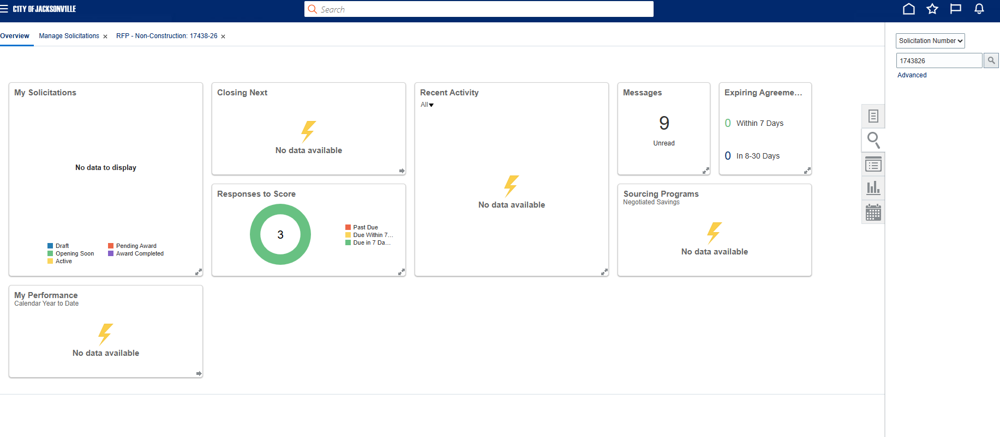 CITY OF JACKSONVILLE
Search
Overview
Manage Solicitations ×
RFP - Non-Construction: 17438-26 ×
Solicitation Number
1743826
Advanced
My Solicitations
No data to display
Draft
Opening Soon
Active
Pending Award
Award Completed
Closing Next
No data available
Responses to Score
3
Past Due
Due Within 7...
Due in 7 Da...
Recent Activity
All
No data available
Messages
9
Unread
Expiring Agreeme...
0 Within 7 Days
0 In 8-30 Days
Sourcing Programs
Negotiated Savings
No data available
My Performance
Calendar Year to Date
No data available